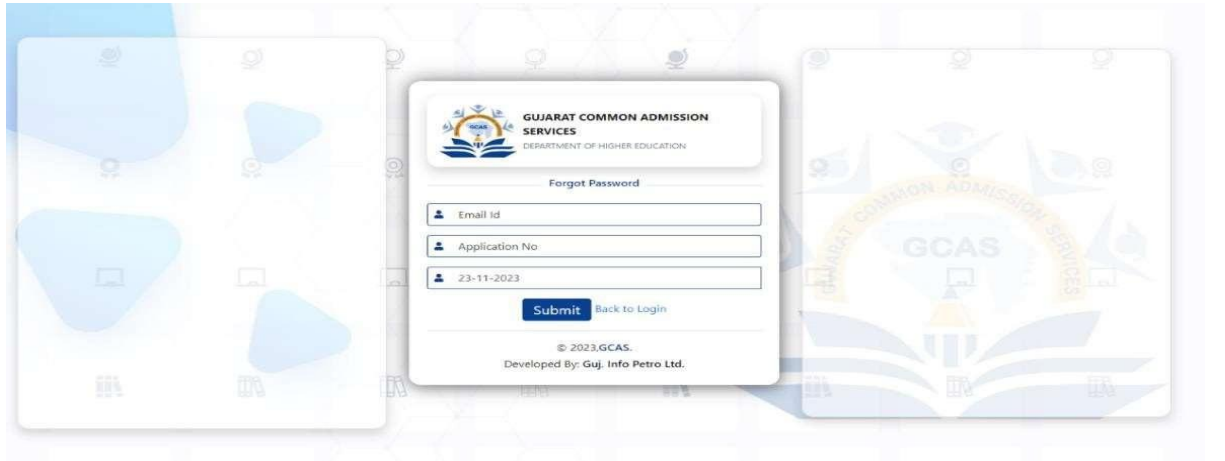 GCAS
GUJARAT COMMON ADMISSION
SERVICES
DEPARTMENT OF HIGHER EDUCATION
Forgot Password
Email Id
Application No
23-11-2023
Submit Back to Login
© 2023,GCAS.
Developed By: Guj. Info Petro Ltd.
GUJARAT COMMON ADMISSION SERVICES
GCAS